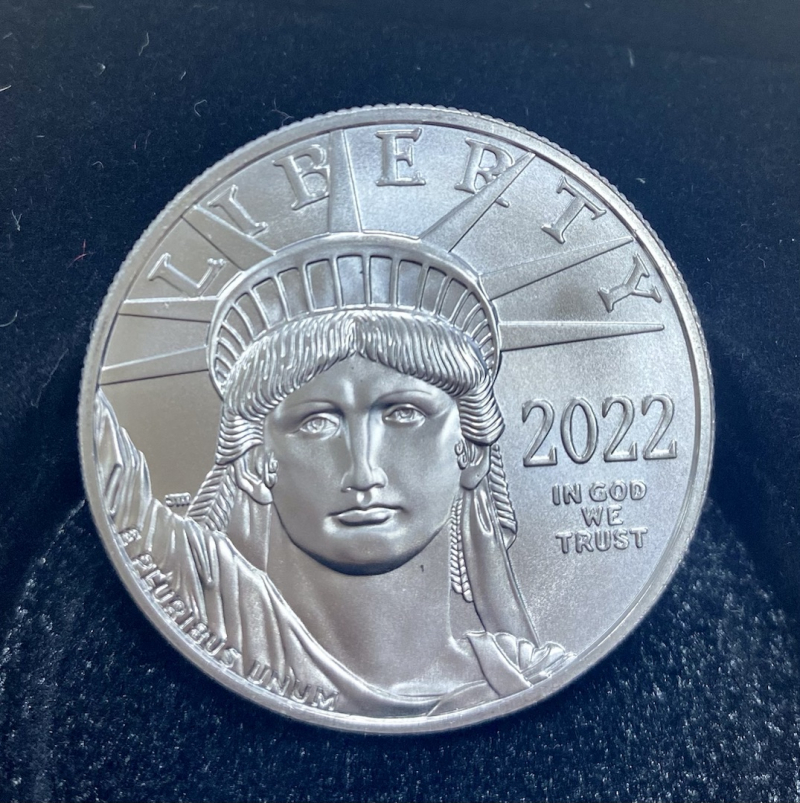 LIBERTY
2022
IN GOD
WE
TRUST
E PLURIBUS UNUM